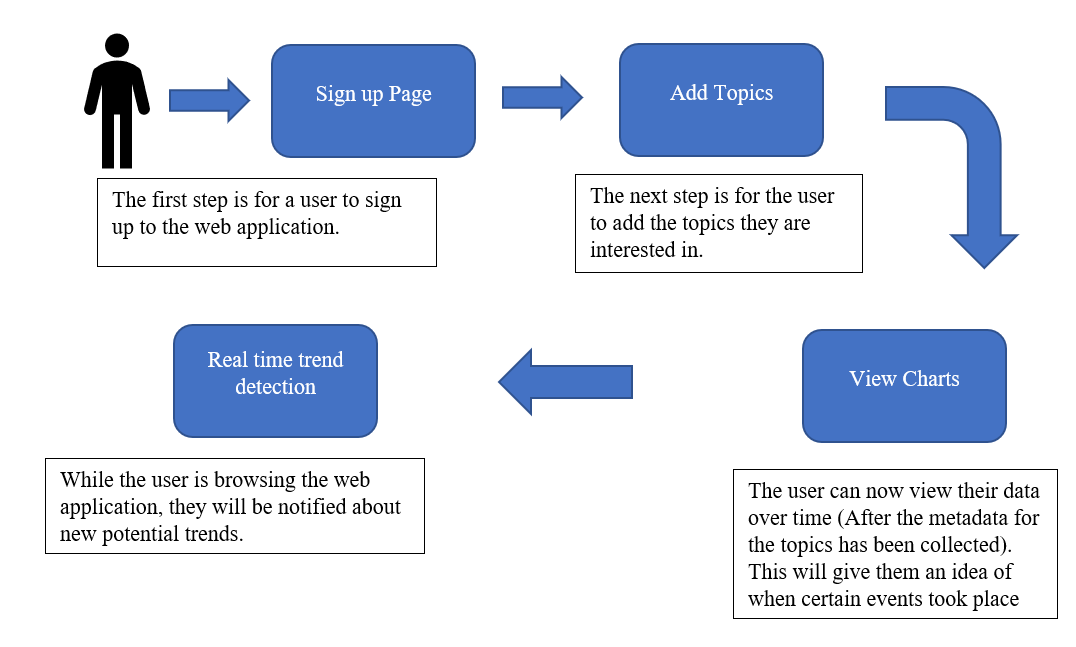 Sign up Page
Add Topics
The first step is for a user to sign
up to the web application.
The next step is for the user
to add the topics they are
interested in.
View Charts
The user can now view their data
over time (After the metadata for
the topics has been collected).
This will give them an idea of
when certain events took place
Real time trend
detection
While the user is browsing the web
application, they will be notified about
new potential trends.